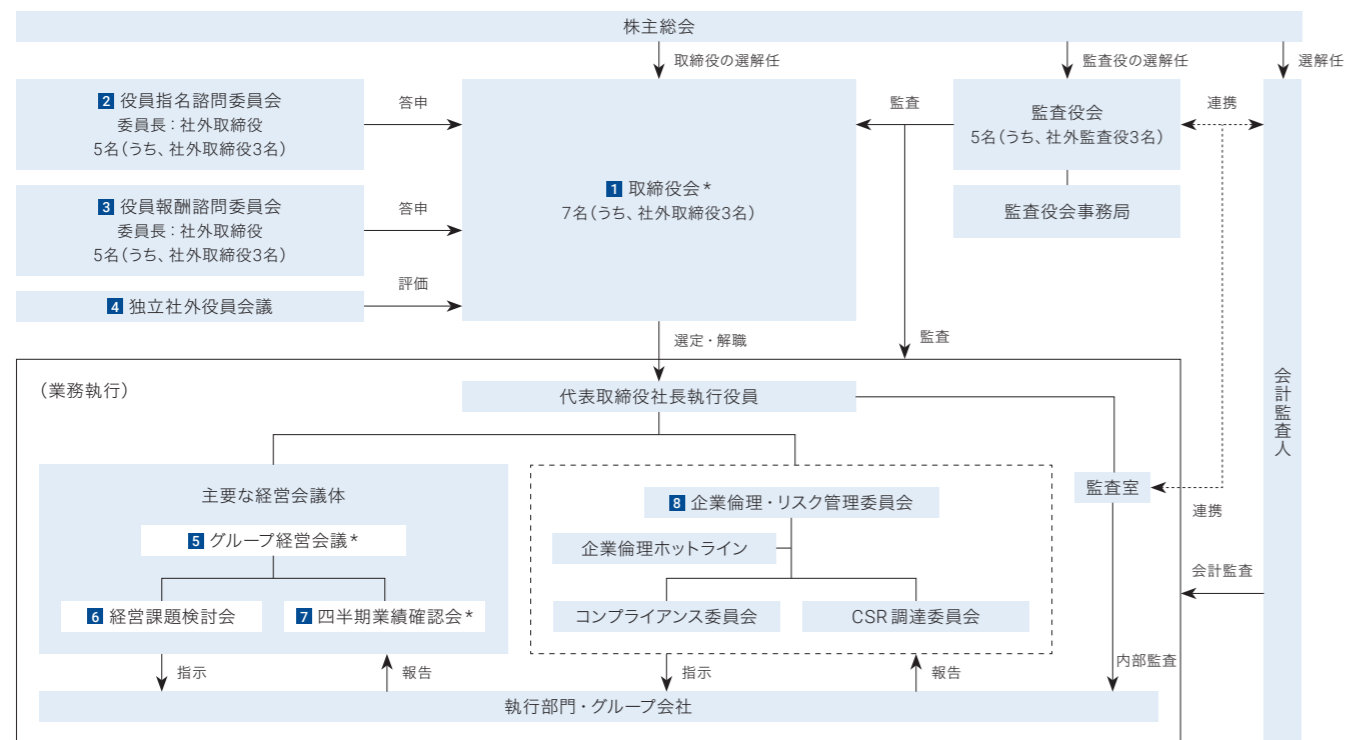 株主総会
取締役の選解任
監査役の選解任
選解任
2 役員指名諮問委員会
委員長：社外取締役
5名（うち、社外取締役3名）
答申
3 役員報酬諮問委員会
委員長：社外取締役
5名（うち、社外取締役3名）
答申
4 独立社外役員会議
評価
1 取締役会*
7名（うち、社外取締役3名）
監査
監査役会
5名（うち、社外監査役3名）
監査役会事務局
連携
会計監査人
選定・解職
監査
（業務執行）
代表取締役社長執行役員
主要な経営会議体
5 グループ経営会議*
6 経営課題検討会
7 四半期業績確認会*
8 企業倫理・リスク管理委員会
企業倫理ホットライン
コンプライアンス委員会
CSR調達委員会
監査室
連携
会計監査
内部監査
指示
報告
指示
報告
執行部門・グループ会社